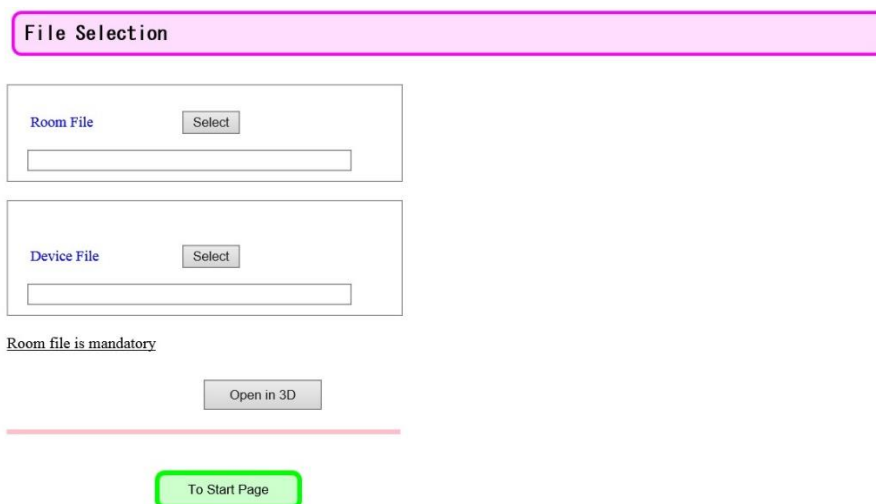 File Selection
Room File
Select
Device File
Select
Room file is mandatory
Open in 3D
To Start Page